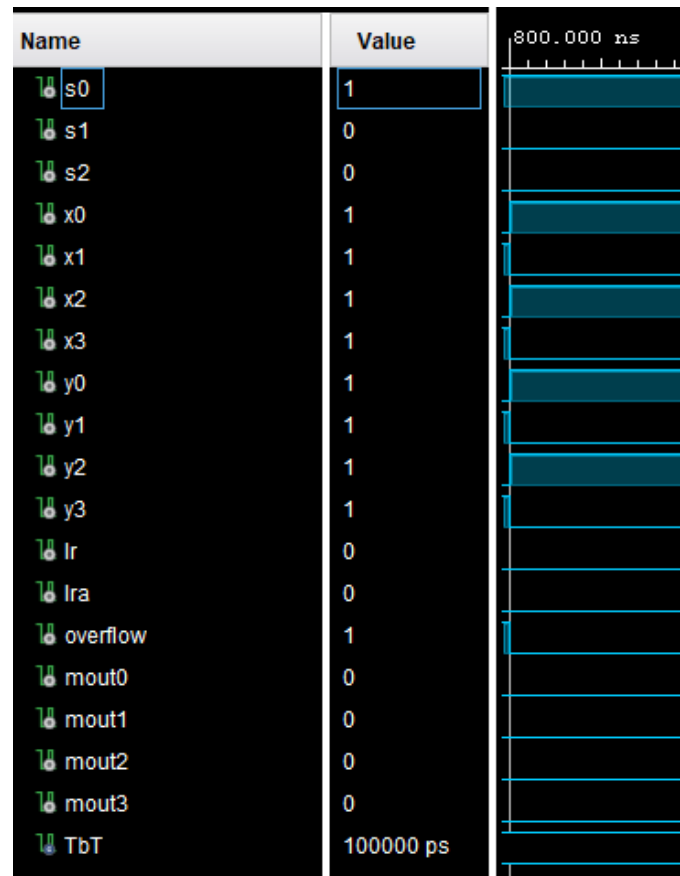 Name Value 800.000 ns
s0 1
s1 0
s2 0
x0 1
x1 1
x2 1
x3 1
y0 1
y1 1
y2 1
y3 1
lr 0
lra 0
overflow 1
mout0 0
mout1 0
mout2 0
mout3 0
TbT 100000 ps